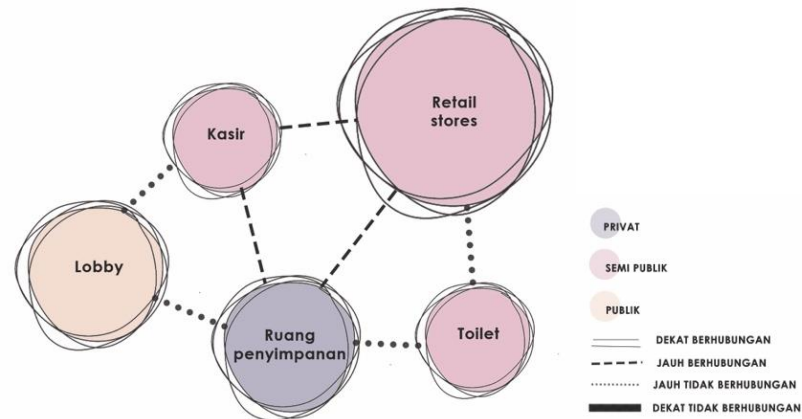 Retail
stores
Kasir
Lobby
Ruang
penyimpanan
Toilet
PRIVAT
SEMI PUBLIK
PUBLIK
DEKAT BERHUBUNGAN
JAUH BERHUBUNGAN
JAUH TIDAK BERHUBUNGAN
DEKAT TIDAK BERHUBUNGAN